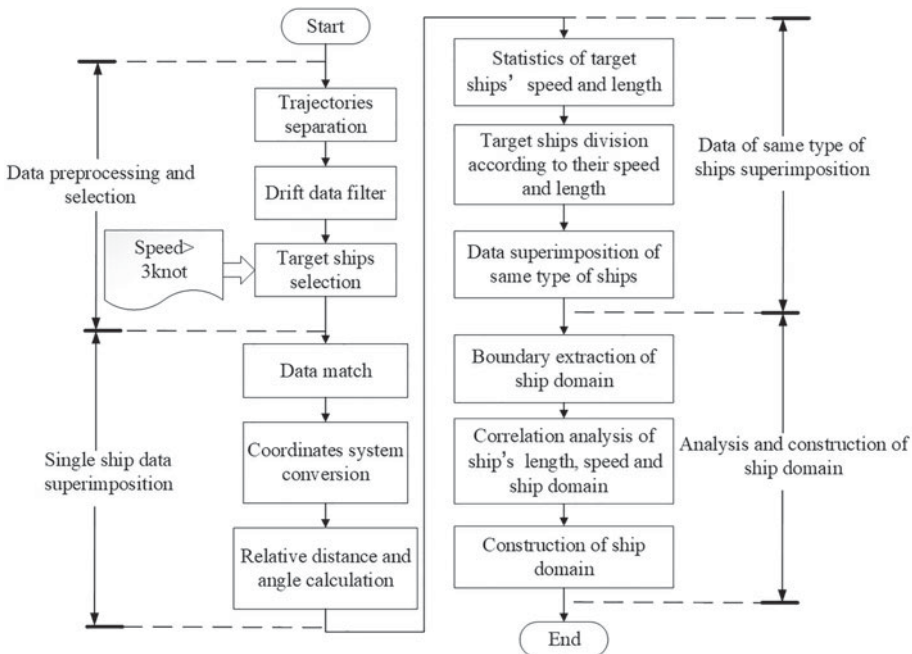 Start
Trajectories
separation
Drift data filter
Target ships
selection
Speed>
3knot
Data preprocessing and
selection
Data match
Coordinates system
conversion
Relative distance and
angle calculation
Single ship data
superimposition
Statistics of target
ships' speed and length
Target ships division
according to their speed
and length
Data superimposition of
same type of ships
Data of same type of
ships superimposition
Boundary extraction of
ship domain
Correlation analysis of
ship's length, speed and
ship domain
Construction of ship
domain
Analysis and construction of
ship domain
End